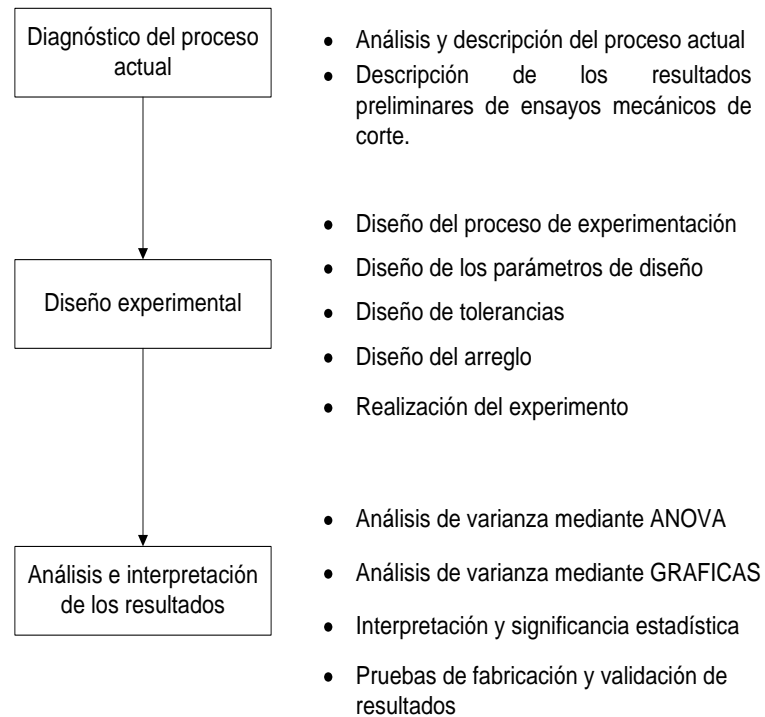 Diagnóstico del proceso
actual
• Análisis y descripción del proceso actual
• Descripción de los resultados
preliminares de ensayos mecánicos de
corte.
Diseño experimental
• Diseño del proceso de experimentación
• Diseño de los parámetros de diseño
• Diseño de tolerancias
• Diseño del arreglo
• Realización del experimento
Análisis e interpretación
de los resultados
• Análisis de varianza mediante ANOVA
• Análisis de varianza mediante GRAFICAS
• Interpretación y significancia estadística
• Pruebas de fabricación y validación de
resultados